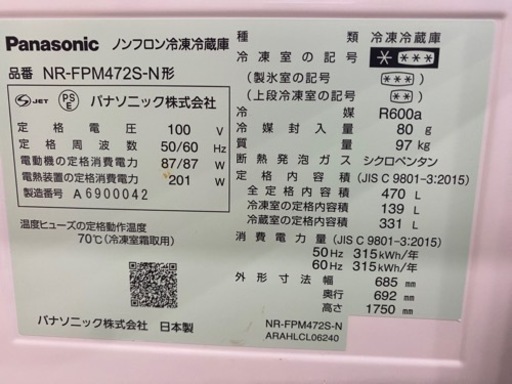 Panasonic ノンフロン冷凍冷蔵庫
品番 NR-FPM472S-N形
S JET PSE パナソニック株式会社
定格電圧 100 V
定格周波数 50/60 Hz
電動機の定格消費電力 87/87 W
電熱装置の定格消費電力 201 W
製造番号 A 6900042
温度ヒューズの定格動作温度
70℃(冷凍室霜取用)
パナソニック株式会社 日本製
種類 冷凍冷蔵庫
冷凍室の記号 * ***
(製氷室の記号 ***)
(上段冷凍室の記号 **)
冷媒 R600a
冷媒封入量 80 g
質量 97 kg
断熱発泡ガス シクロペンタン
定格内容積 (JIS C 9801-3:2015)
全定格内容積 470 L
冷凍室の定格内容積 139 L
冷蔵室の定格内容積 331 L
消費電力量 (JIS C 9801-3:2015)
50 Hz 315 kWh/年
60 Hz 315 kWh/年
外形寸法 幅 685 mm
奥行 692 mm
高さ 1750 mm
NR-FPM472S-N
ARAHLCL06240